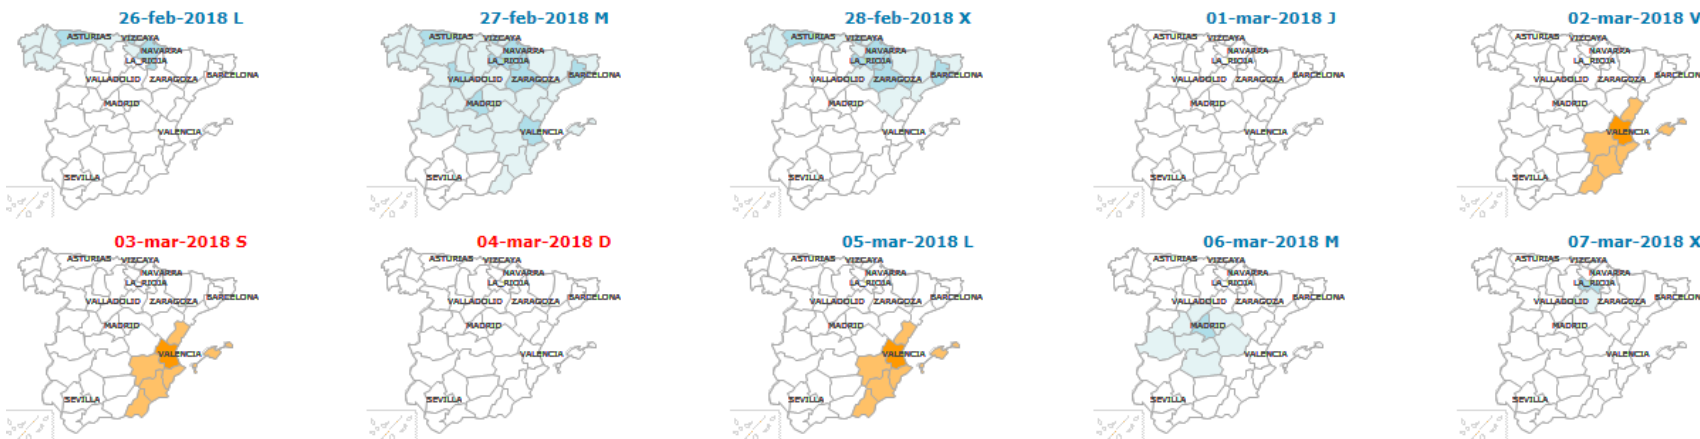 26-feb-2018 L
ASTURIAS VIZCAYA
NAVARRA
LA_RIOJA
VALLADOLID ZARAGOZA BARCELONA
MADRID
VALENCIA
SEVILLA
27-feb-2018 M
ASTURIAS VIZCAYA
NAVARRA
LA_RIOJA
VALLADOLID ZARAGOZA BARCELONA
MADRID
VALENCIA
SEVILLA
28-feb-2018 X
ASTURIAS VIZCAYA
NAVARRA
LA_RIOJA
VALLADOLID ZARAGOZA BARCELONA
MADRID
VALENCIA
SEVILLA
01-mar-2018 J
ASTURIAS VIZCAYA
NAVARRA
LA_RIOJA
VALLADOLID ZARAGOZA BARCELONA
MADRID
VALENCIA
SEVILLA
02-mar-2018 V
ASTURIAS VIZCAYA
NAVARRA
LA_RIOJA
VALLADOLID ZARAGOZA BARCELON
MADRID
VALENCIA
SEVILLA
03-mar-2018 S
ASTURIAS VIZCAYA
NAVARRA
LA_RIOJA
VALLADOLID ZARAGOZA BARCELONA
MADRID
VALENCIA
SEVILLA
04-mar-2018 D
ASTURIAS VIZCAYA
NAVARRA
LA_RIOJA
VALLADOLID ZARAGOZA BARCELONA
MADRID
VALENCIA
SEVILLA
05-mar-2018 L
ASTURIAS VIZCAYA
NAVARRA
LA_RIOJA
VALLADOLID ZARAGOZA BARCELONA
MADRID
VALENCIA
SEVILLA
06-mar-2018 M
ASTURIAS VIZCAYA
NAVARRA
LA_RIOJA
VALLADOLID ZARAGOZA BARCELONA
MADRID
VALENCIA
SEVILLA
07-mar-2018 X
ASTURIAS VIZCAYA
NAVARRA
LA_RIOJA
VALLADOLID ZARAGOZA BARCELON
MADRID
VALENCIA
SEVILLA